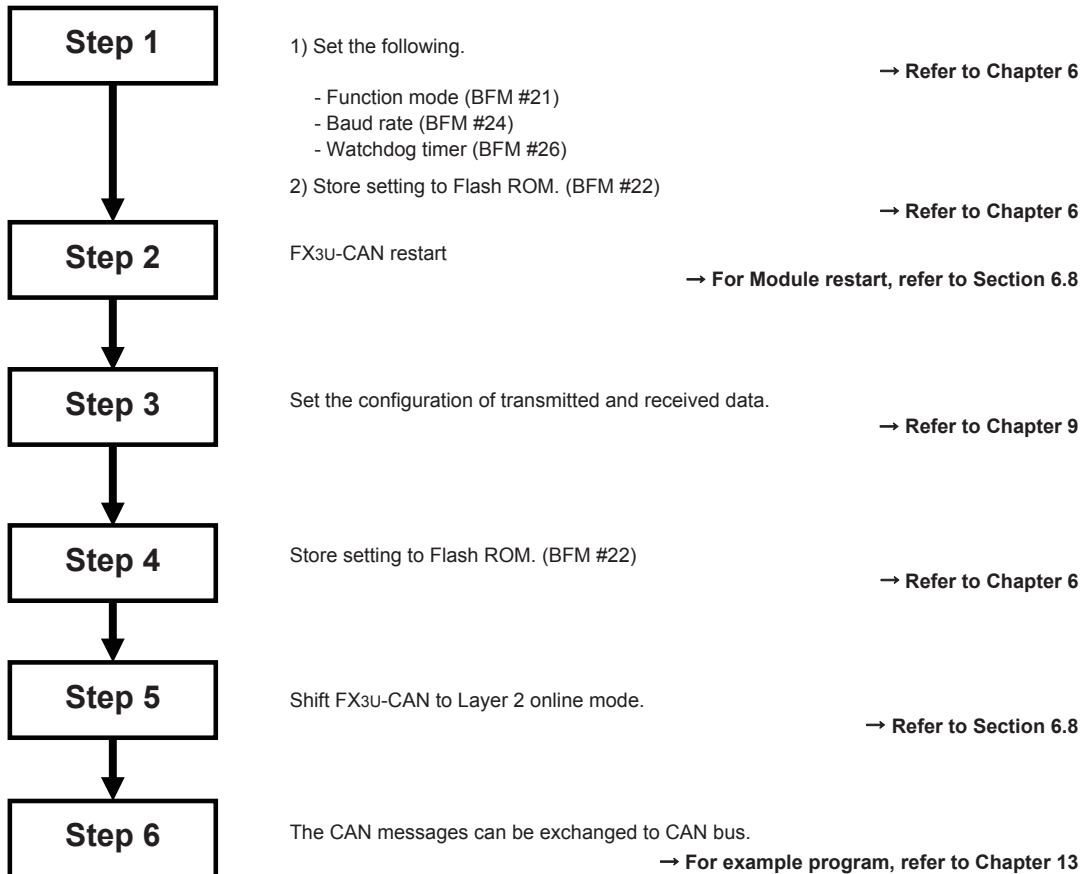 Step 1
1) Set the following.
→ Refer to Chapter 6
- Function mode (BFM #21)
- Baud rate (BFM #24)
- Watchdog timer (BFM #26)
2) Store setting to Flash ROM. (BFM #22)
→ Refer to Chapter 6
Step 2
FX3U-CAN restart
→ For Module restart, refer to Section 6.8
Step 3
Set the configuration of transmitted and received data.
→ Refer to Chapter 9
Step 4
Store setting to Flash ROM. (BFM #22)
→ Refer to Chapter 6
Step 5
Shift FX3U-CAN to Layer 2 online mode.
→ Refer to Section 6.8
Step 6
The CAN messages can be exchanged to CAN bus.
→ For example program, refer to Chapter 13